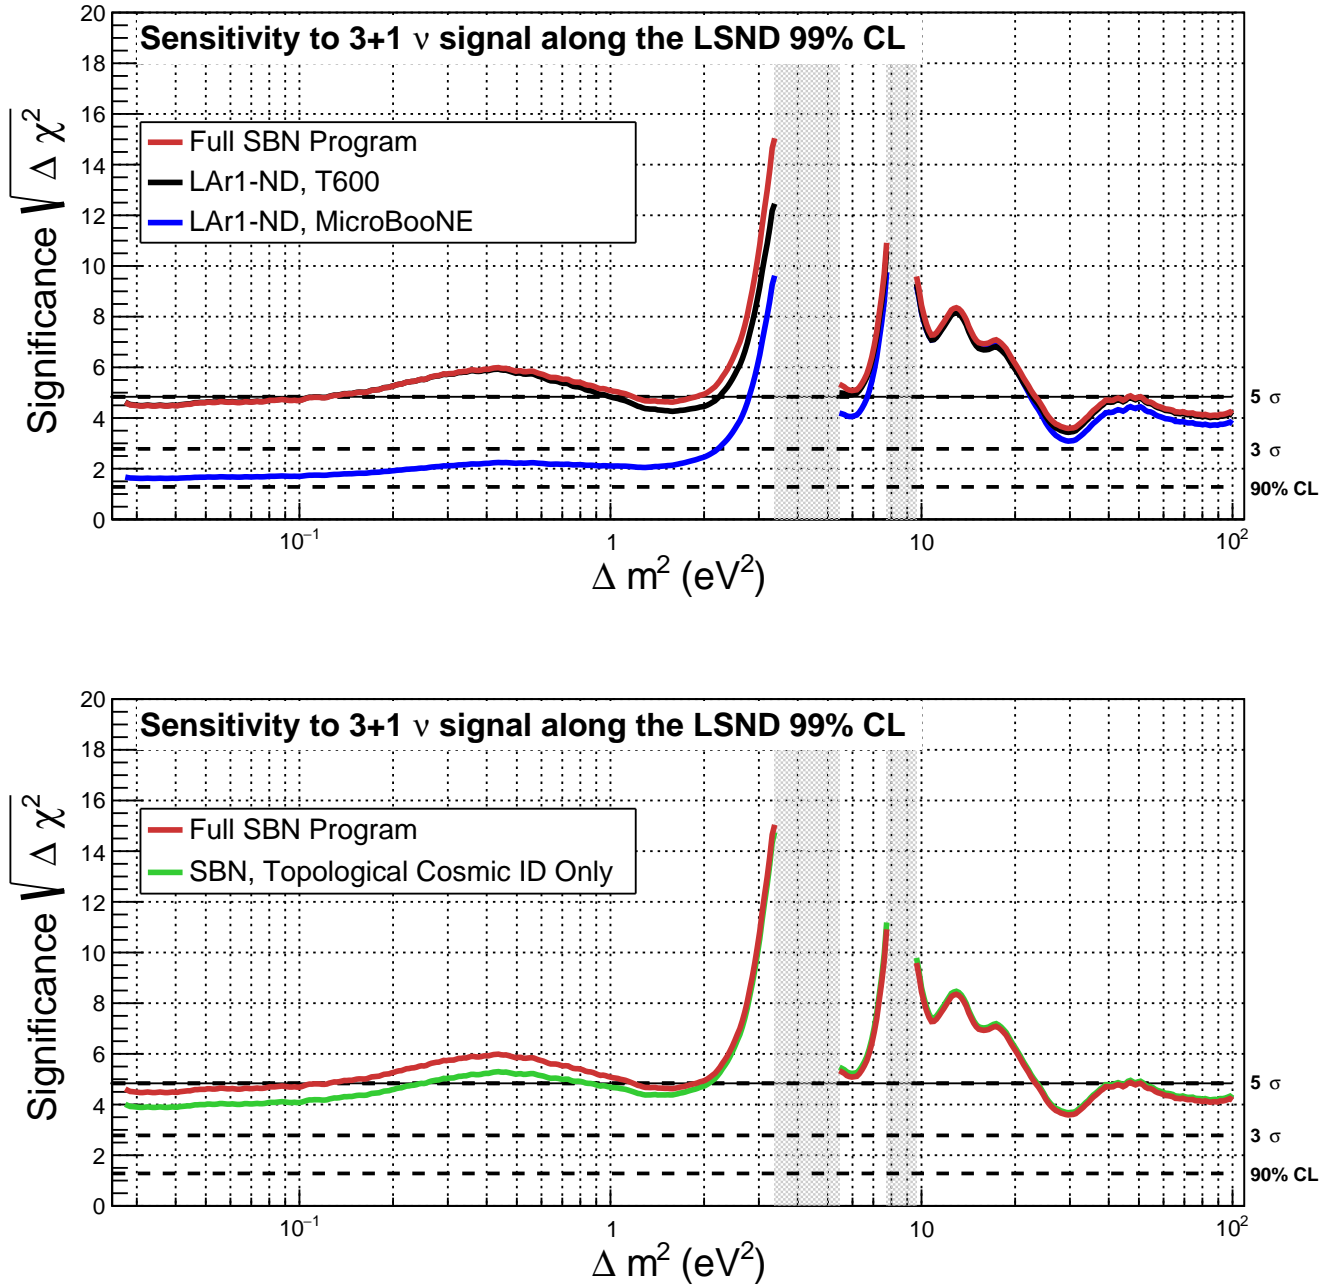 Sensitivity to 3+1 ν signal along the LSND 99% CL
Full SBN Program
LAr1-ND, T600
LAr1-ND, MicroBooNE
Significance √Δ χ²
20
18
16
14
12
10
8
6
4
2
0
5 σ
3 σ
90% CL
10⁻¹ 1 10 10²
Δ m² (eV²)
Sensitivity to 3+1 ν signal along the LSND 99% CL
Full SBN Program
SBN, Topological Cosmic ID Only
Significance √Δ χ²
20
18
16
14
12
10
8
6
4
2
0
5 σ
3 σ
90% CL
10⁻¹ 1 10 10²
Δ m² (eV²)